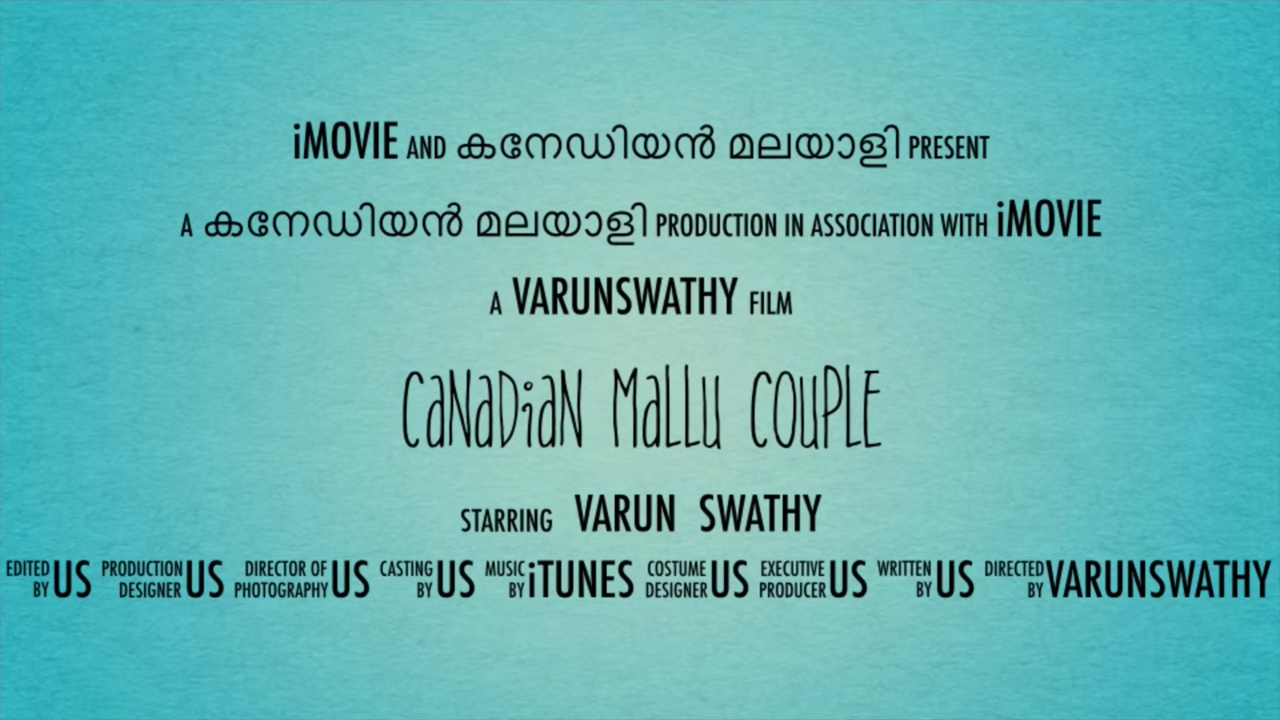 iMOVIE AND കനേഡിയൻ മലയാളി PRESENT
A കനേഡിയൻ മലയാളി PRODUCTION IN ASSOCIATION WITH iMOVIE
A VARUNSWATHY FILM
CaNaDiaN MaLLU COUPLE
STARRING VARUN SWATHY
EDITED BY US PRODUCTION DESIGNER US DIRECTOR OF PHOTOGRAPHY US CASTING BY US MUSIC BY iTUNES COSTUME DESIGNER US EXECUTIVE PRODUCER US WRITTEN BY US DIRECTED BY VARUNSWATHY